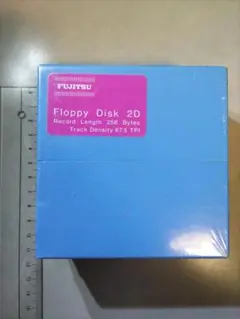 FUJITSU
Floppy Disk 2D
Record Length 256 Bytes
Track Density 67.5 TPI